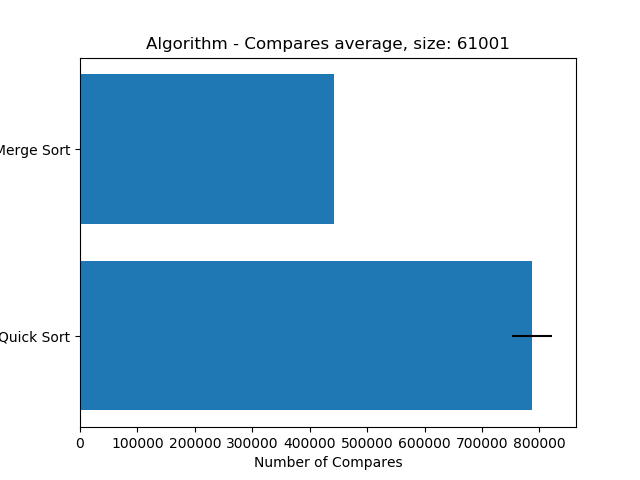 Algorithm - Compares average, size: 61001
Merge Sort
Quick Sort
0 100000 200000 300000 400000 500000 600000 700000 800000
Number of Compares